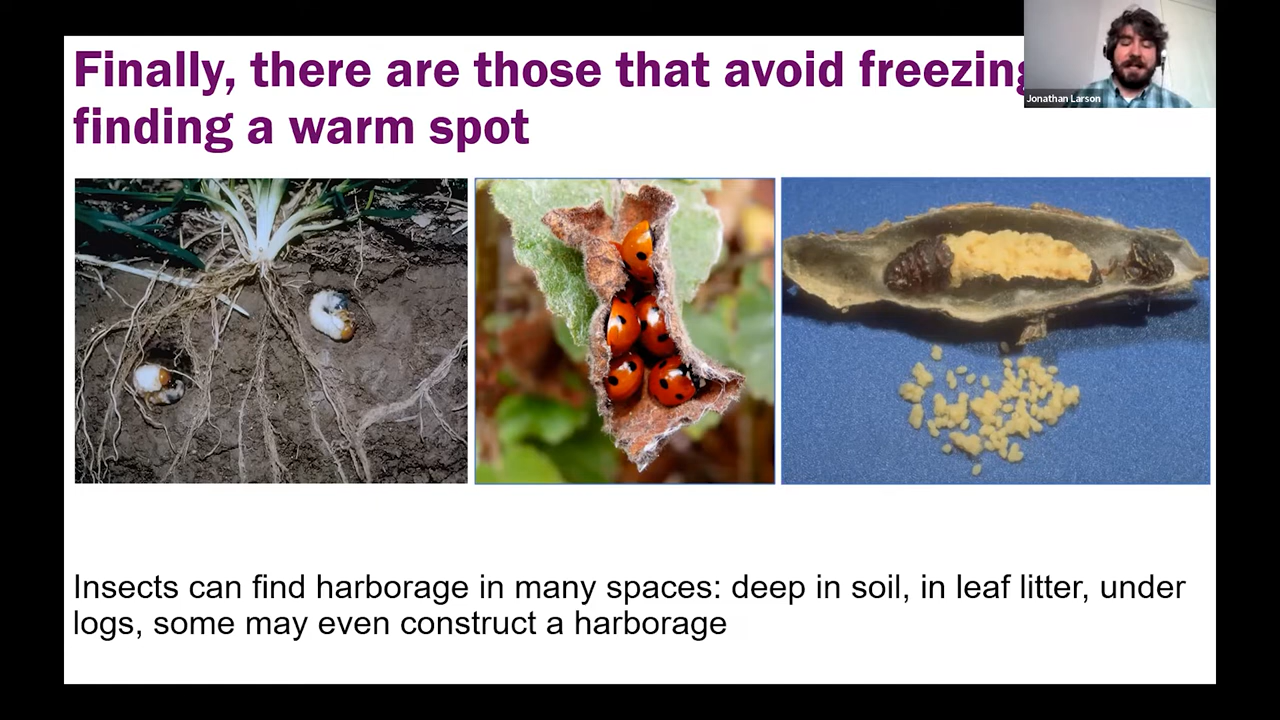 Finally, there are those that avoid freezing
finding a warm spot
Jonathan Larson
Insects can find harborage in many spaces: deep in soil, in leaf litter, under
logs, some may even construct a harborage